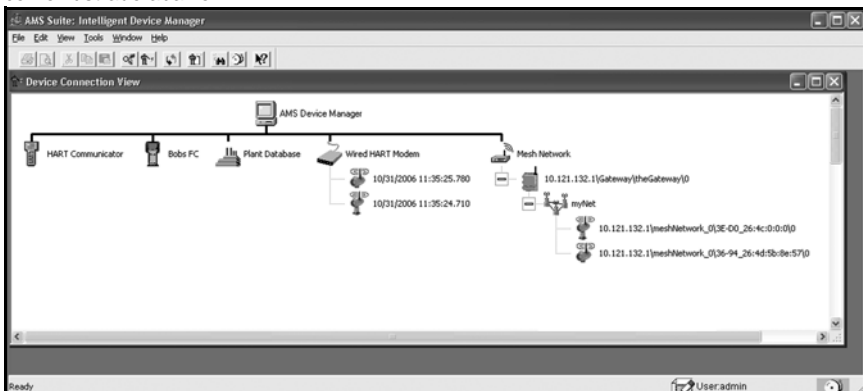 AMS Suite: Intelligent Device Manager
File Edit View Tools Window Help
Device Connection View
AMS Device Manager
HART Communicator Bobs FC Plant Database Wired HART Modem Mesh Network
10/31/2006 11:35:25.780 10.121.132.1\Gateway\theGateway\0
10/31/2006 11:35:24.710 myNet
10.121.132.1\meshNetwork_0\3E-D0_26:4c:0:0:0\0
10.121.132.1\meshNetwork_0\36-94_26:4d:5b:8e:57\0
Ready User:admin